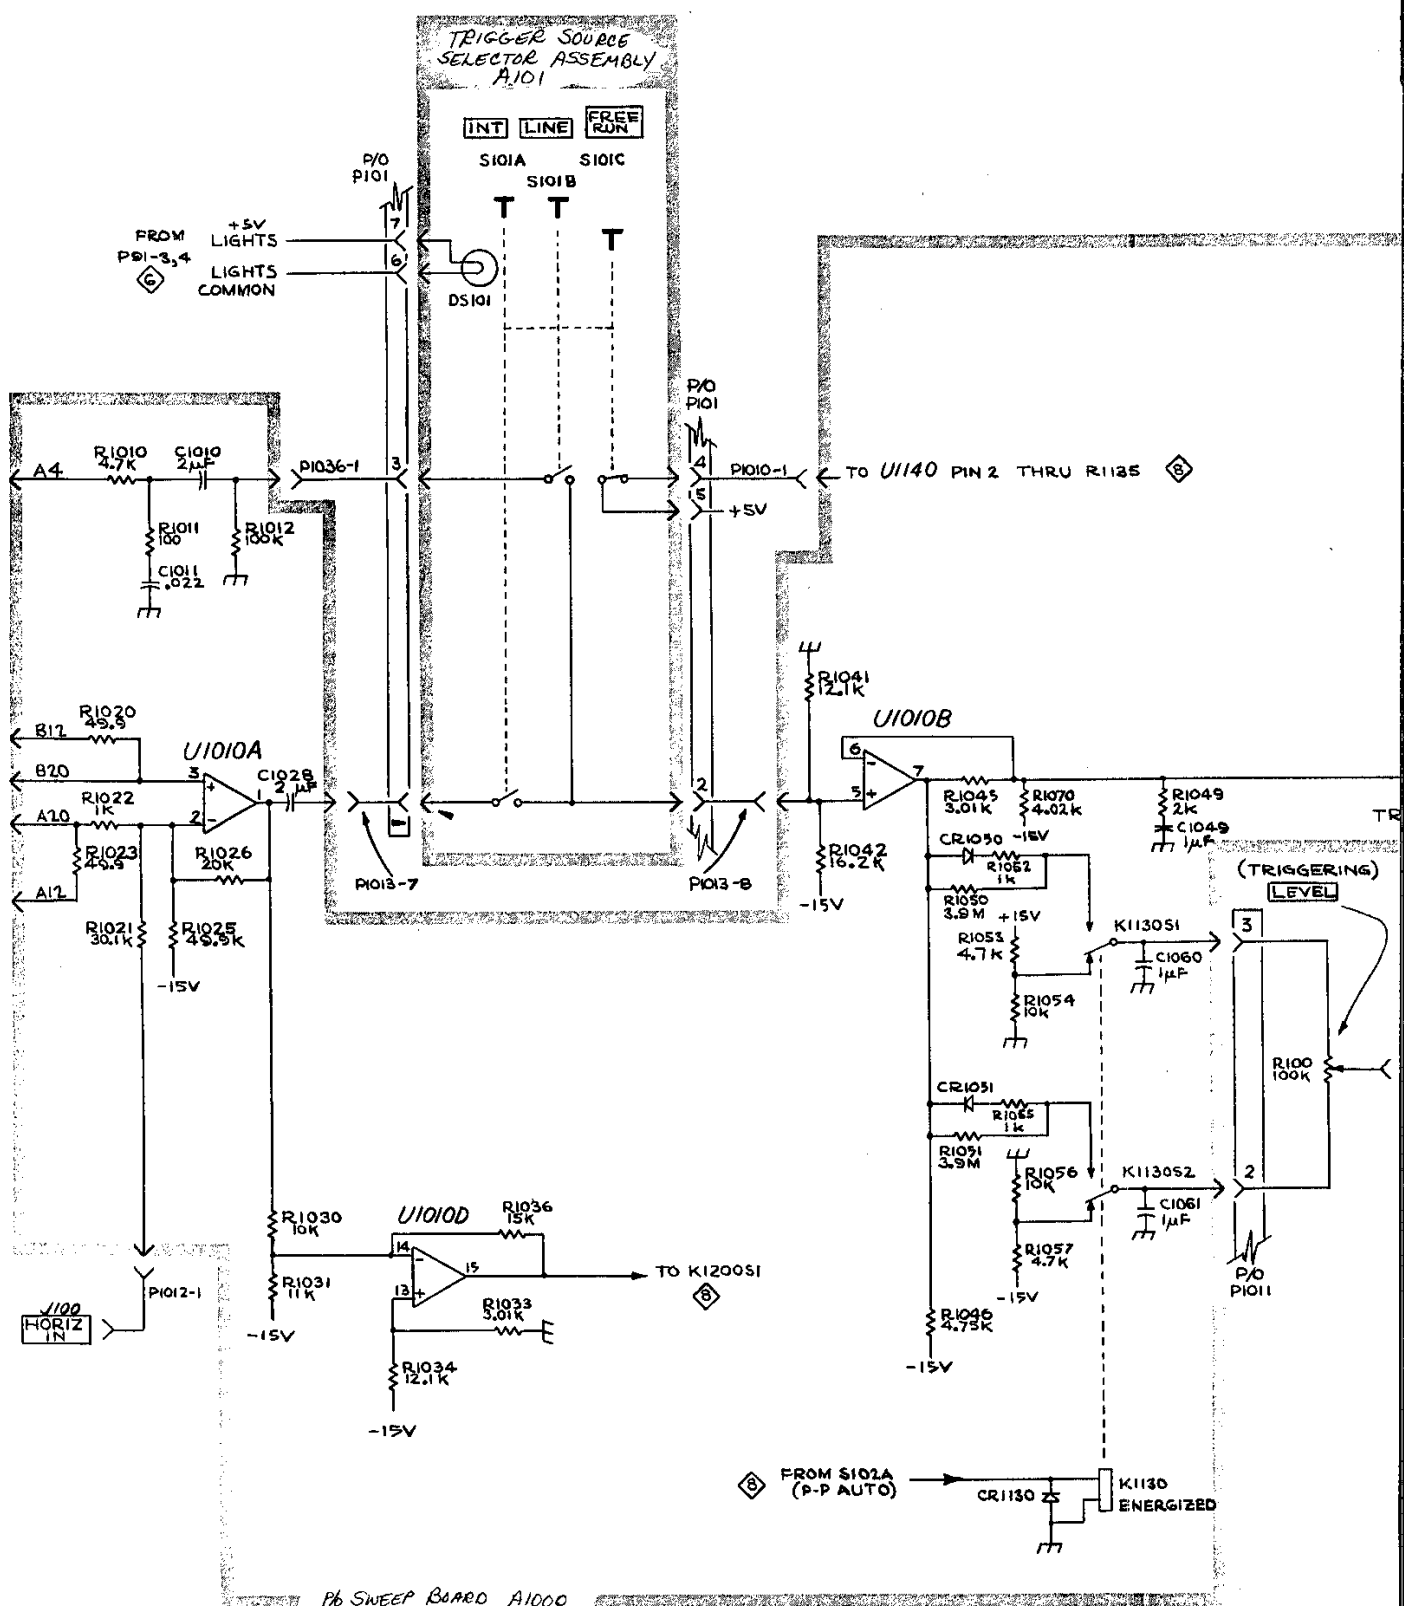 TRIGGER SOURCE
SELECTOR ASSEMBLY
A101
INT LINE FREE RUN
S101A S101C
S101B
P/O
P101
7
+5V
LIGHTS
FROM
P91-3,4
6
6
LIGHTS
COMMON
DS101
P/O
P101
A4
R1010
4.7K
C1010
2µF
P1036-1
3
4
P1010-1
TO U1140 PIN 2 THRU R1135
8
5
+5V
R1011
100
R1012
100K
C1011
.022
R1041
12.1K
U1010B
B12
R1020
49.9
U1010A
B20
3
+
1
C1028
2 µF
2
6
-
7
5
+
A20
R1022
1K
2
-
R1023
49.9
R1026
20K
A12
R1021
30.1K
R1025
49.9K
-15V
P1013-7
P1013-8
R1042
16.2K
-15V
R1045
3.01K
R1070
4.02K
-15V
R1049
2K
C1049
1µF
TR
CR1050
R1052
1K
R1050
3.9M
+15V
R1053
4.7K
R1054
10K
K1130S1
C1060
1µF
(TRIGGERING)
LEVEL
3
R100
100K
CR1051
R1055
1K
R1051
3.9M
R1056
10K
R1057
4.7K
-15V
K1130S2
C1061
1µF
2
P/O
P1011
R1046
4.75K
-15V
R1030
10K
R1031
11K
-15V
U1010D
R1036
15K
14
-
15
13
+
TO K1200S1
8
R1033
3.01K
R1034
12.1K
-15V
P1012-1
J100
HORIZ
IN
8
FROM S102A
(P-P AUTO)
CR1130
K1130
ENERGIZED
P/O SWEEP BOARD A1000